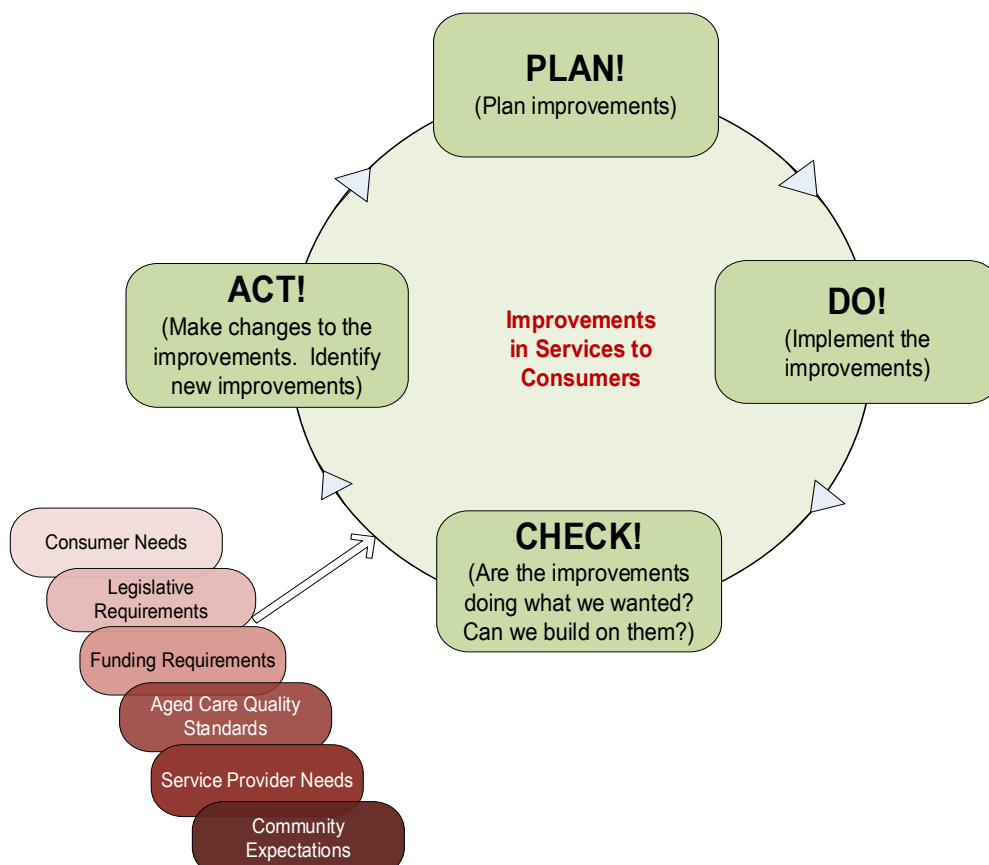 PLAN!
(Plan improvements)
ACT!
(Make changes to the
improvements.  Identify
new improvements)
Improvements
in Services to
Consumers
DO!
(Implement the
improvements)
CHECK!
(Are the improvements
doing what we wanted?
Can we build on them?)
Consumer Needs
Legislative
Requirements
Funding Requirements
Aged Care Quality
Standards
Service Provider Needs
Community
Expectations